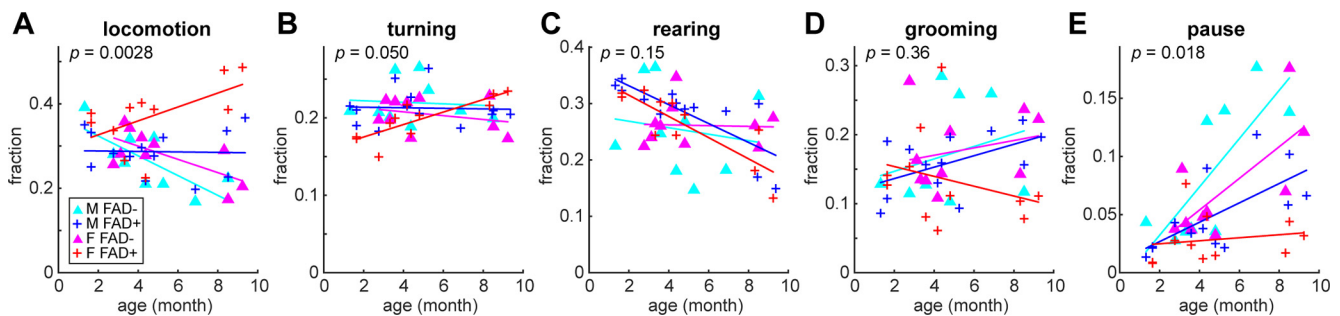 A locomotion
p = 0.0028
fraction
0.4
0.2
0
M FAD-
M FAD+
F FAD-
F FAD+
0 2 4 6 8 10
age (month)
B turning
p = 0.050
fraction
0.3
0.2
0.1
0
0 2 4 6 8 10
age (month)
C rearing
p = 0.15
fraction
0.4
0.3
0.2
0.1
0
0 2 4 6 8 10
age (month)
D grooming
p = 0.36
fraction
0.3
0.2
0.1
0
0 2 4 6 8 10
age (month)
E pause
p = 0.018
fraction
0.15
0.1
0.05
0
0 2 4 6 8 10
age (month)